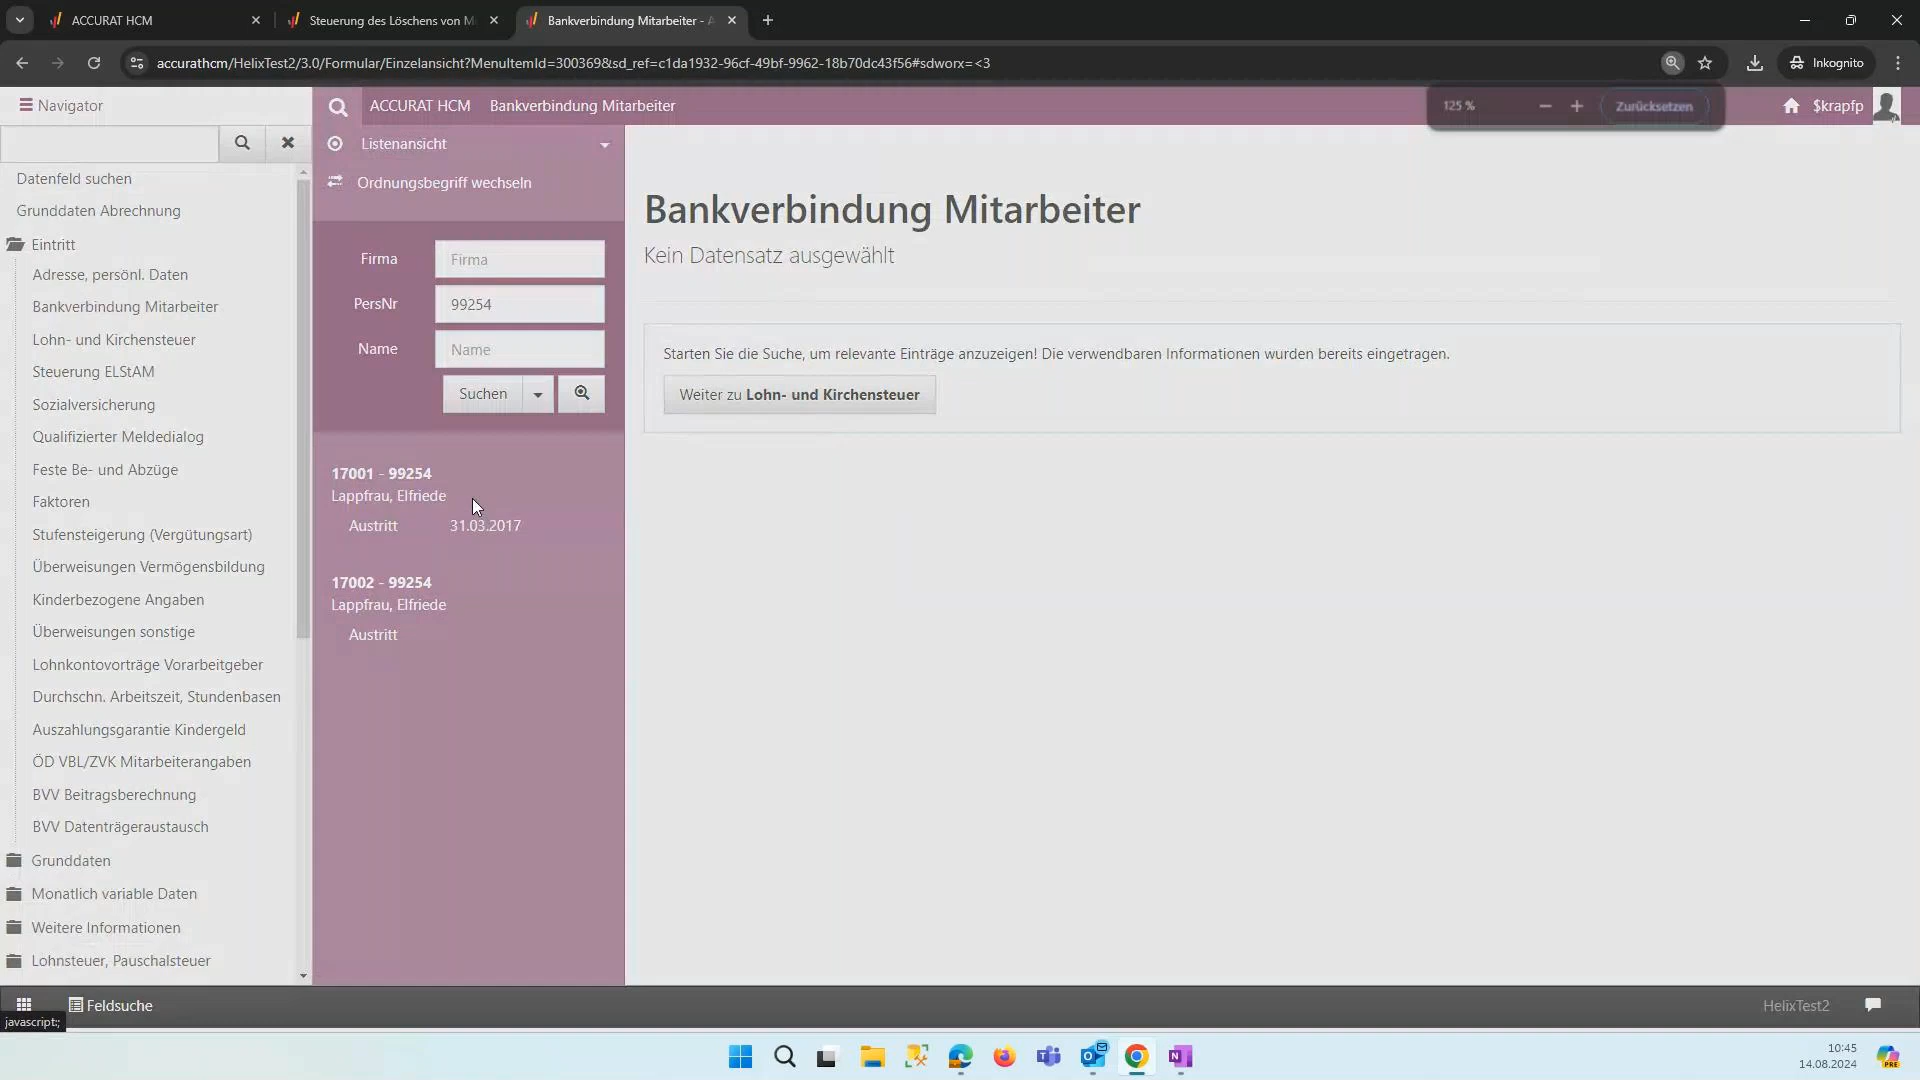 ACCURAT HCM
Steuerung des Löschens von M
Bankverbindung Mitarbeiter - A
accurathcm/HelixTest2/3.0/Formular/Einzelansicht?MenuItemId=300369&sd_ref=c1da1932-96cf-49bf-9962-18b70dc43f56#sdworx=<3
Inkognito
Navigator
ACCURAT HCM Bankverbindung Mitarbeiter
125 %
Zurücksetzen
$krapfp
Datenfeld suchen
Grunddaten Abrechnung
Eintritt
Adresse, persönl. Daten
Bankverbindung Mitarbeiter
Lohn- und Kirchensteuer
Steuerung ELStAM
Sozialversicherung
Qualifizierter Meldedialog
Feste Be- und Abzüge
Faktoren
Stufensteigerung (Vergütungsart)
Überweisungen Vermögensbildung
Kinderbezogene Angaben
Überweisungen sonstige
Lohnkontovorträge Vorarbeitgeber
Durchschn. Arbeitszeit, Stundenbasen
Auszahlungsgarantie Kindergeld
ÖD VBL/ZVK Mitarbeiterangaben
BVV Beitragsberechnung
BVV Datenträgeraustausch
Grunddaten
Monatlich variable Daten
Weitere Informationen
Lohnsteuer, Pauschalsteuer
Listenansicht
Ordnungsbegriff wechseln
Firma Firma
PersNr 99254
Name Name
Suchen
17001 - 99254
Lappfrau, Elfriede
Austritt 31.03.2017
17002 - 99254
Lappfrau, Elfriede
Austritt
Bankverbindung Mitarbeiter
Kein Datensatz ausgewählt
Starten Sie die Suche, um relevante Einträge anzuzeigen! Die verwendbaren Informationen wurden bereits eingetragen.
Weiter zu Lohn- und Kirchensteuer
Feldsuche
HelixTest2
javascript:;
10:45
14.08.2024
PRE